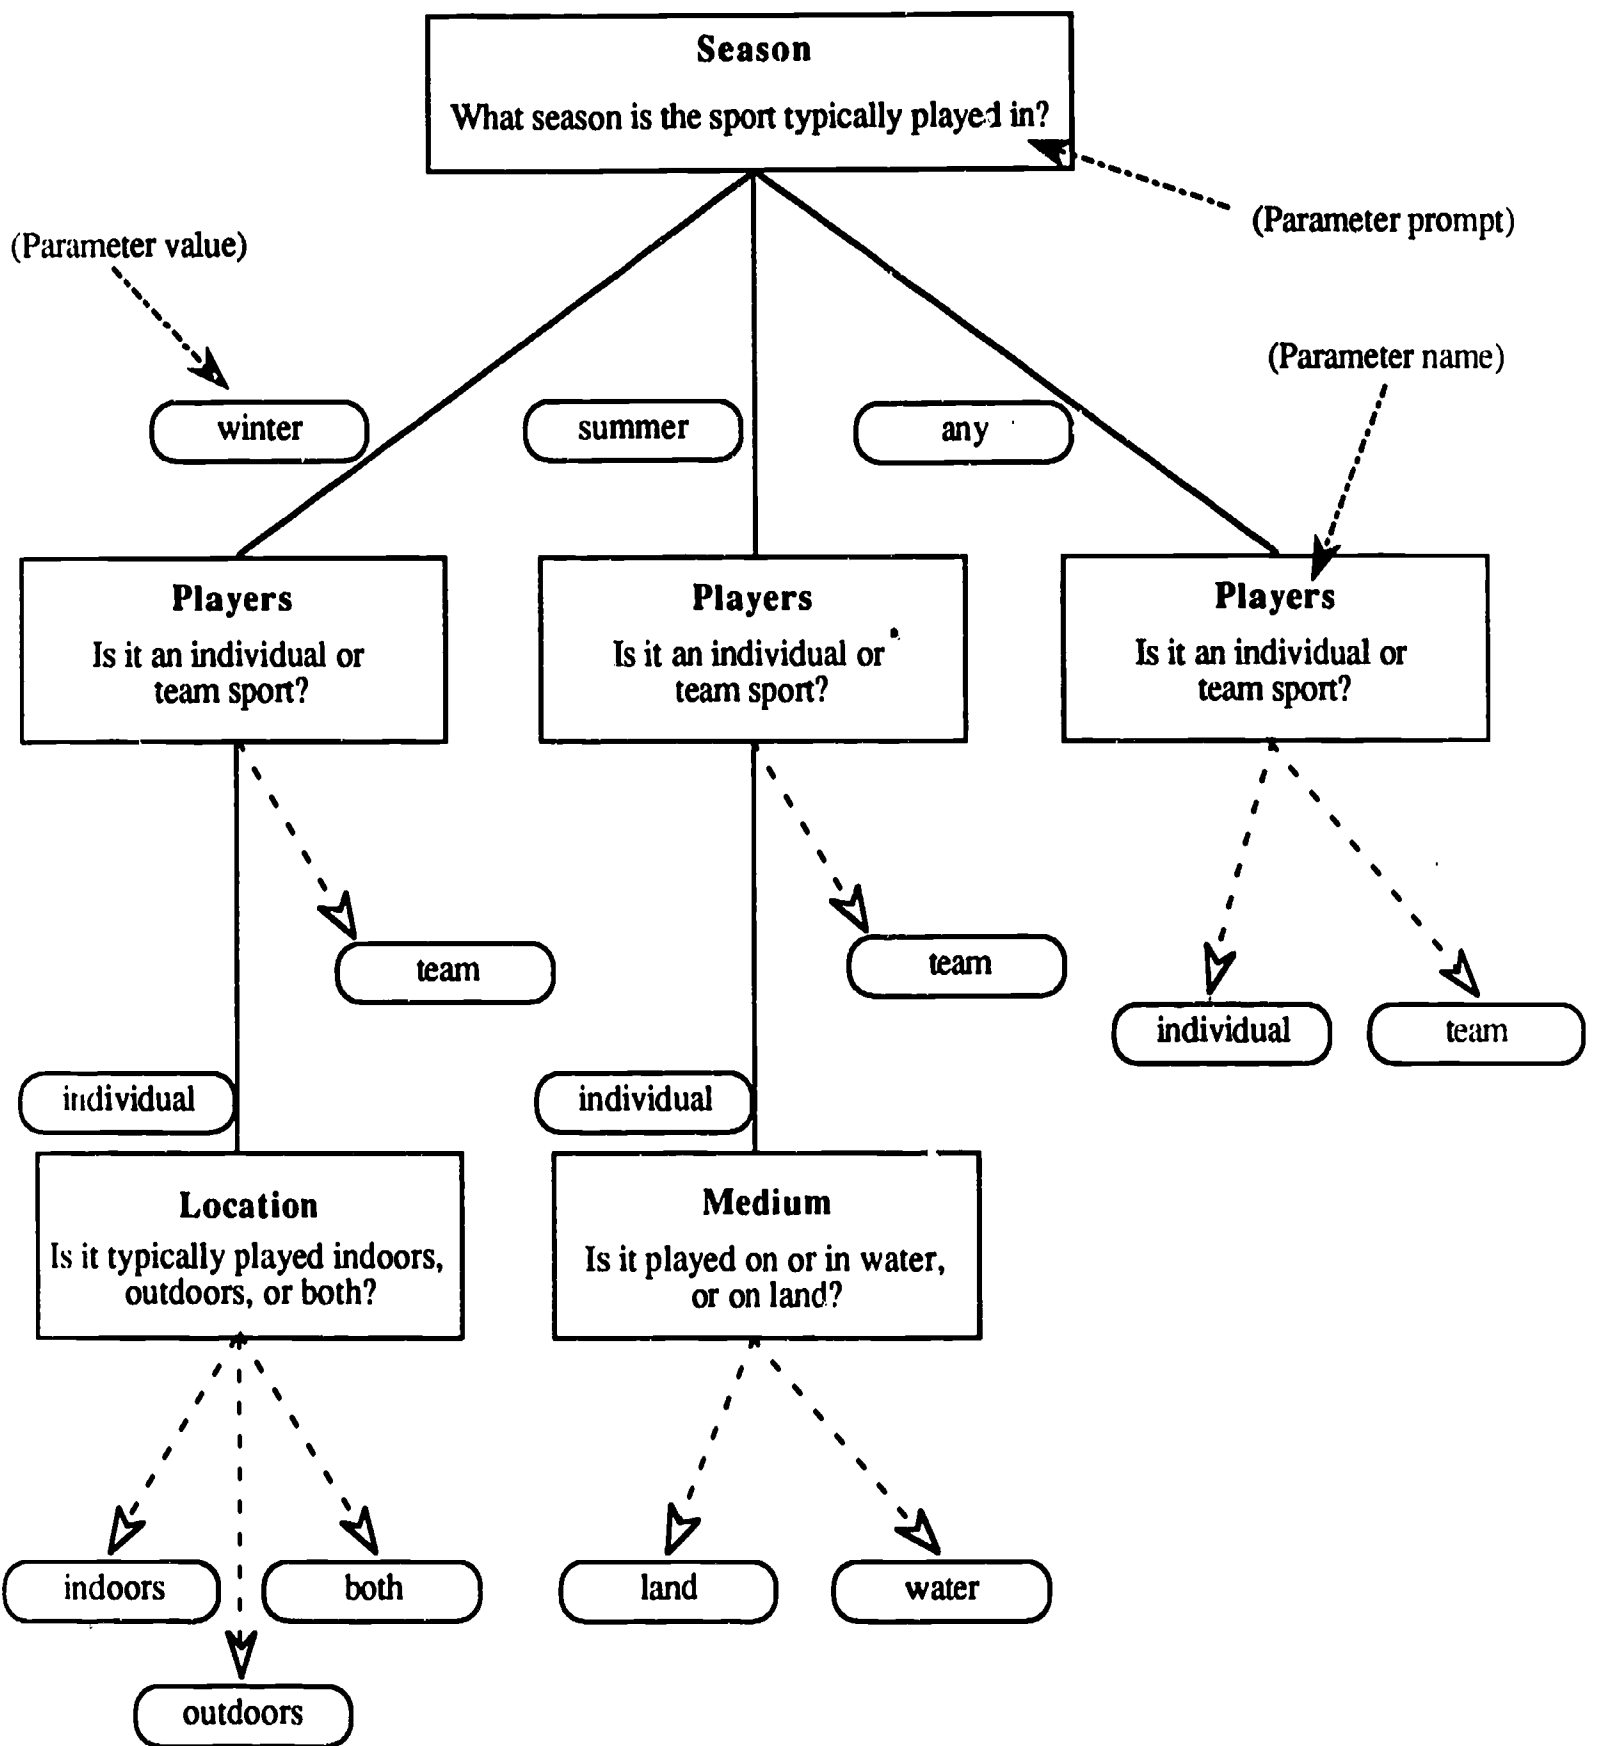 Season
What season is the sport typically played in?
(Parameter prompt)
(Parameter value)
(Parameter name)
winter
summer
any
Players
Is it an individual or
team sport?
Players
Is it an individual or
team sport?
Players
Is it an individual or
team sport?
team
team
individual
team
individual
individual
Location
Is it typically played indoors,
outdoors, or both?
Medium
Is it played on or in water,
or on land?
indoors
both
land
water
outdoors